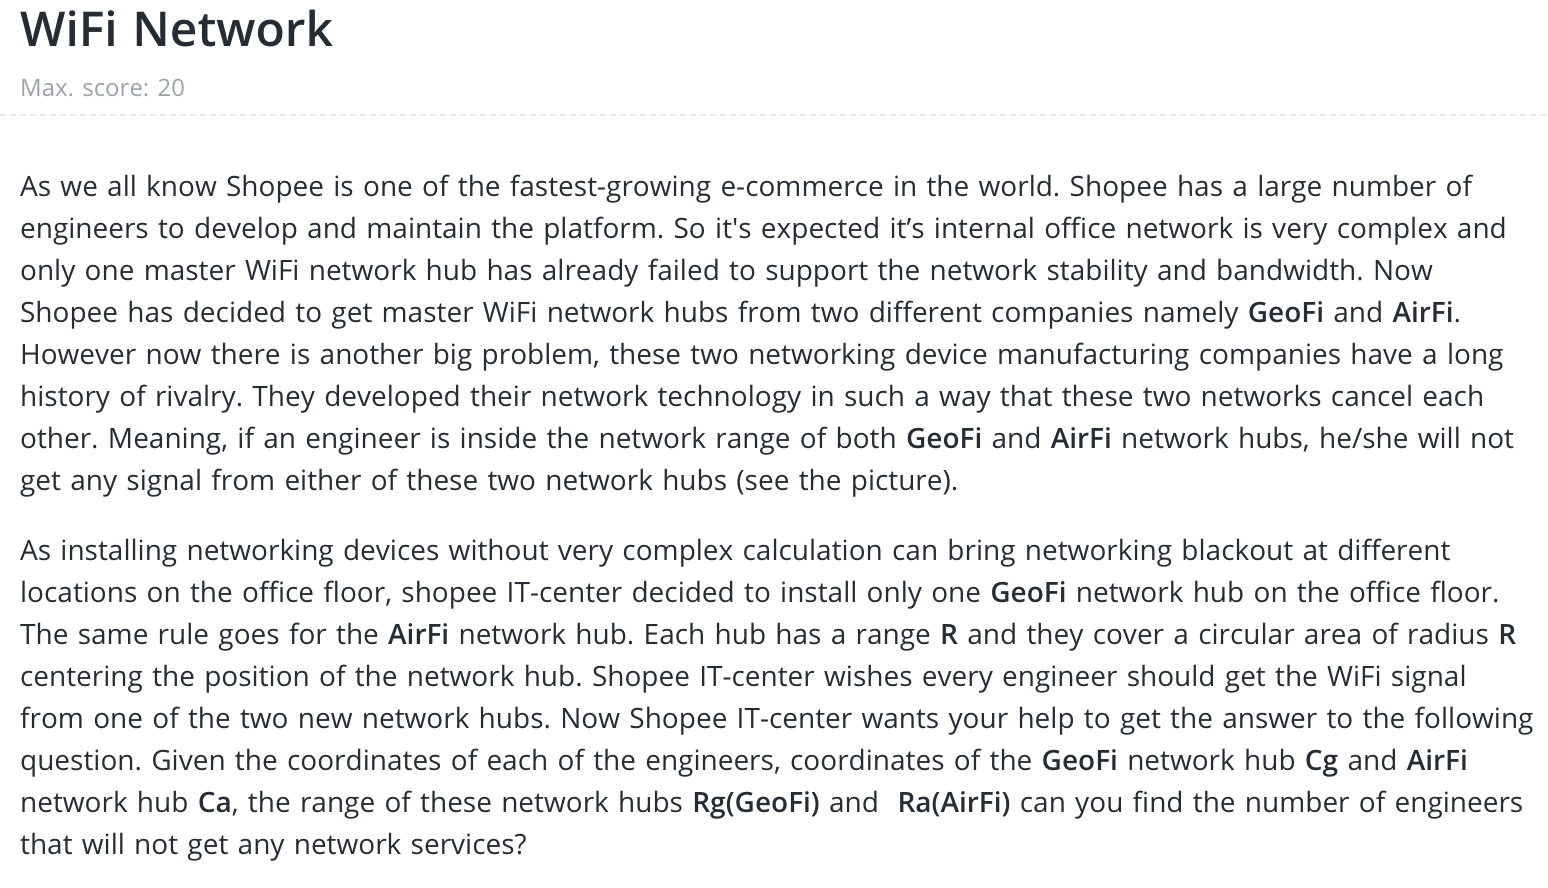 WiFi Network
Max. score: 20
As we all know Shopee is one of the fastest-growing e-commerce in the world. Shopee has a large number of
engineers to develop and maintain the platform. So it's expected it’s internal office network is very complex and
only one master WiFi network hub has already failed to support the network stability and bandwidth. Now
Shopee has decided to get master WiFi network hubs from two different companies namely GeoFi and AirFi.
However now there is another big problem, these two networking device manufacturing companies have a long
history of rivalry. They developed their network technology in such a way that these two networks cancel each
other. Meaning, if an engineer is inside the network range of both GeoFi and AirFi network hubs, he/she will not
get any signal from either of these two network hubs (see the picture).
As installing networking devices without very complex calculation can bring networking blackout at different
locations on the office floor, shopee IT-center decided to install only one GeoFi network hub on the office floor.
The same rule goes for the AirFi network hub. Each hub has a range R and they cover a circular area of radius R
centering the position of the network hub. Shopee IT-center wishes every engineer should get the WiFi signal
from one of the two new network hubs. Now Shopee IT-center wants your help to get the answer to the following
question. Given the coordinates of each of the engineers, coordinates of the GeoFi network hub Cg and AirFi
network hub Ca, the range of these network hubs Rg(GeoFi) and Ra(AirFi) can you find the number of engineers
that will not get any network services?